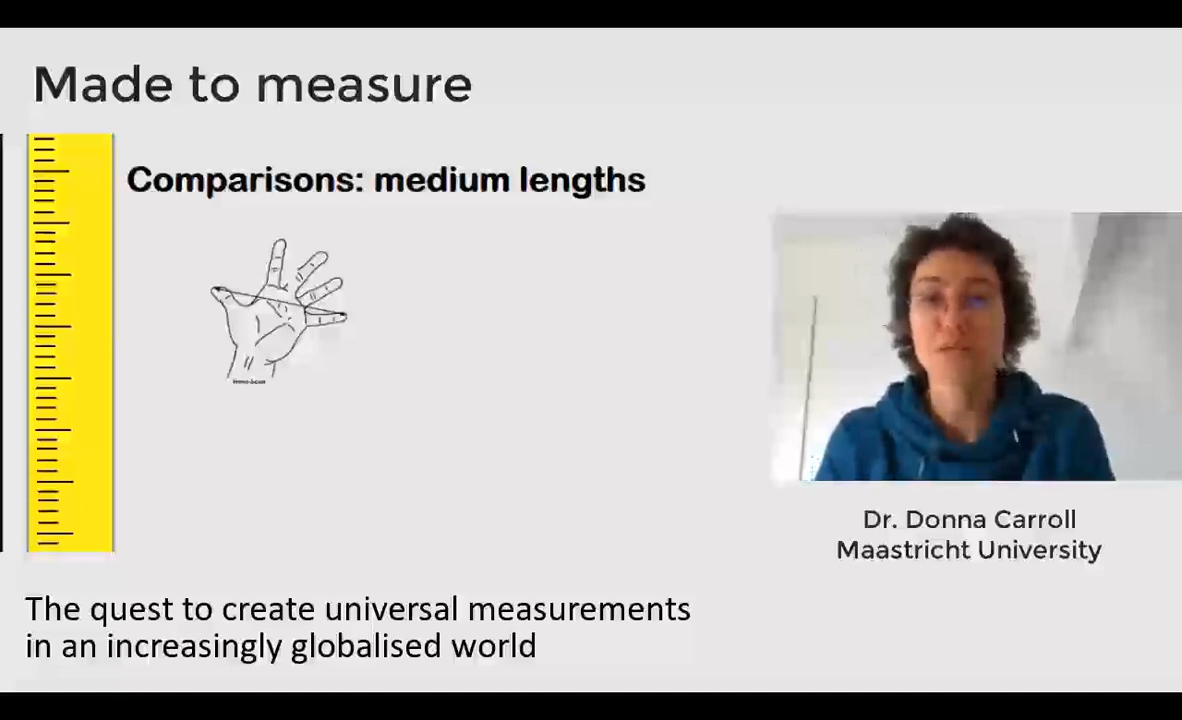 Made to measure
Comparisons: medium lengths
Dr. Donna Carroll
Maastricht University
The quest to create universal measurements
in an increasingly globalised world